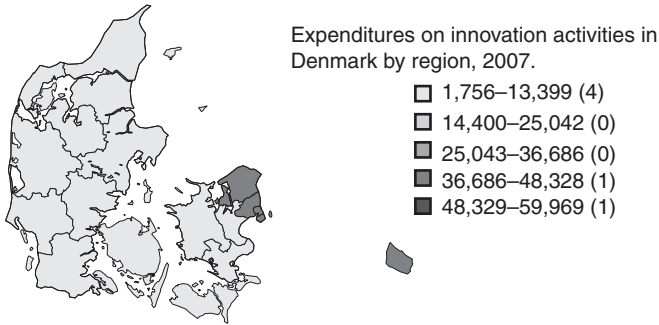 Expenditures on innovation activities in
Denmark by region, 2007.
1,756–13,399 (4)
14,400–25,042 (0)
25,043–36,686 (0)
36,686–48,328 (1)
48,329–59,969 (1)